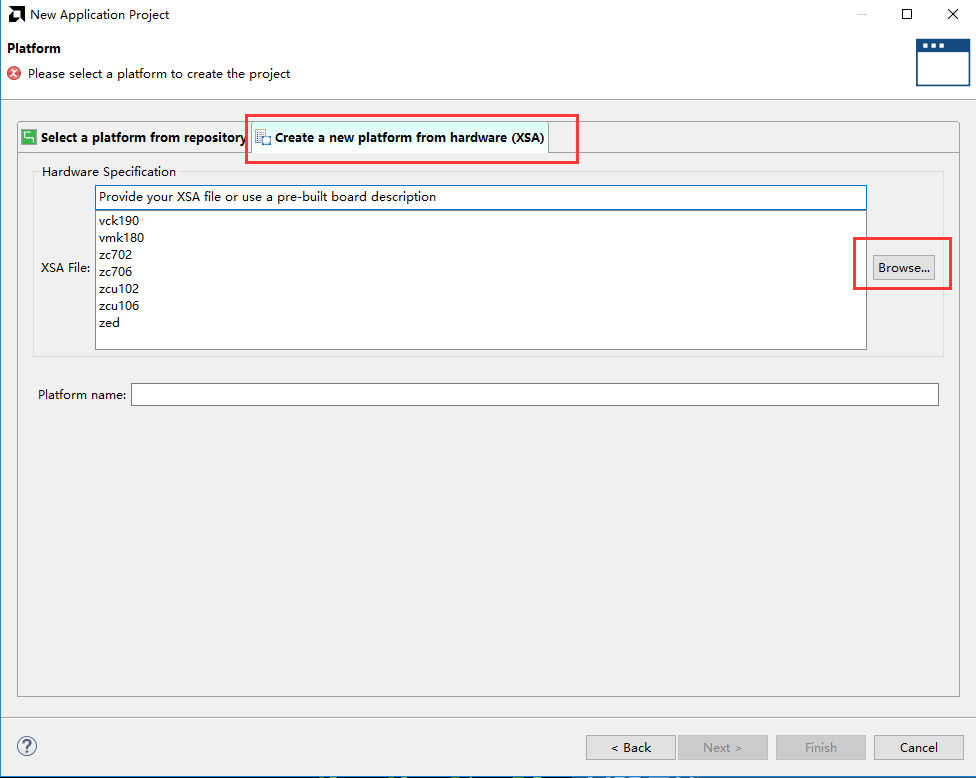 New Application Project
Platform
Please select a platform to create the project
Select a platform from repository
Create a new platform from hardware (XSA)
Hardware Specification
Provide your XSA file or use a pre-built board description
vck190
vmk180
zc702
XSA File:
zc706
Browse...
zcu102
zcu106
zed
Platform name:
< Back
Next >
Finish
Cancel